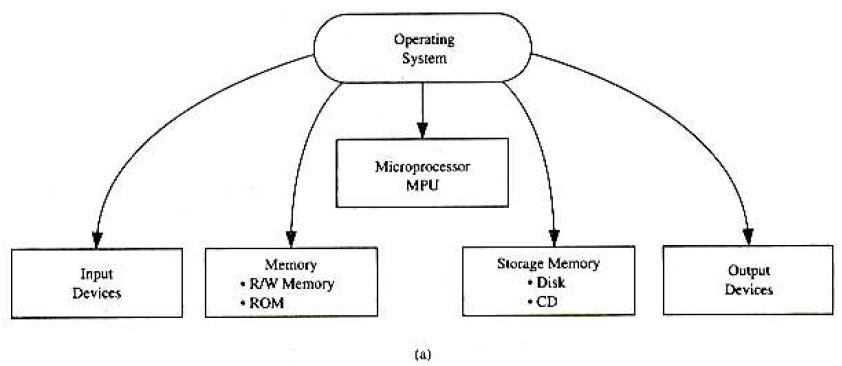 Operating
System
Microprocessor
MPU
Input
Devices
Memory
• R/W Memory
• ROM
Storage Memory
• Disk
• CD
Output
Devices
(a)